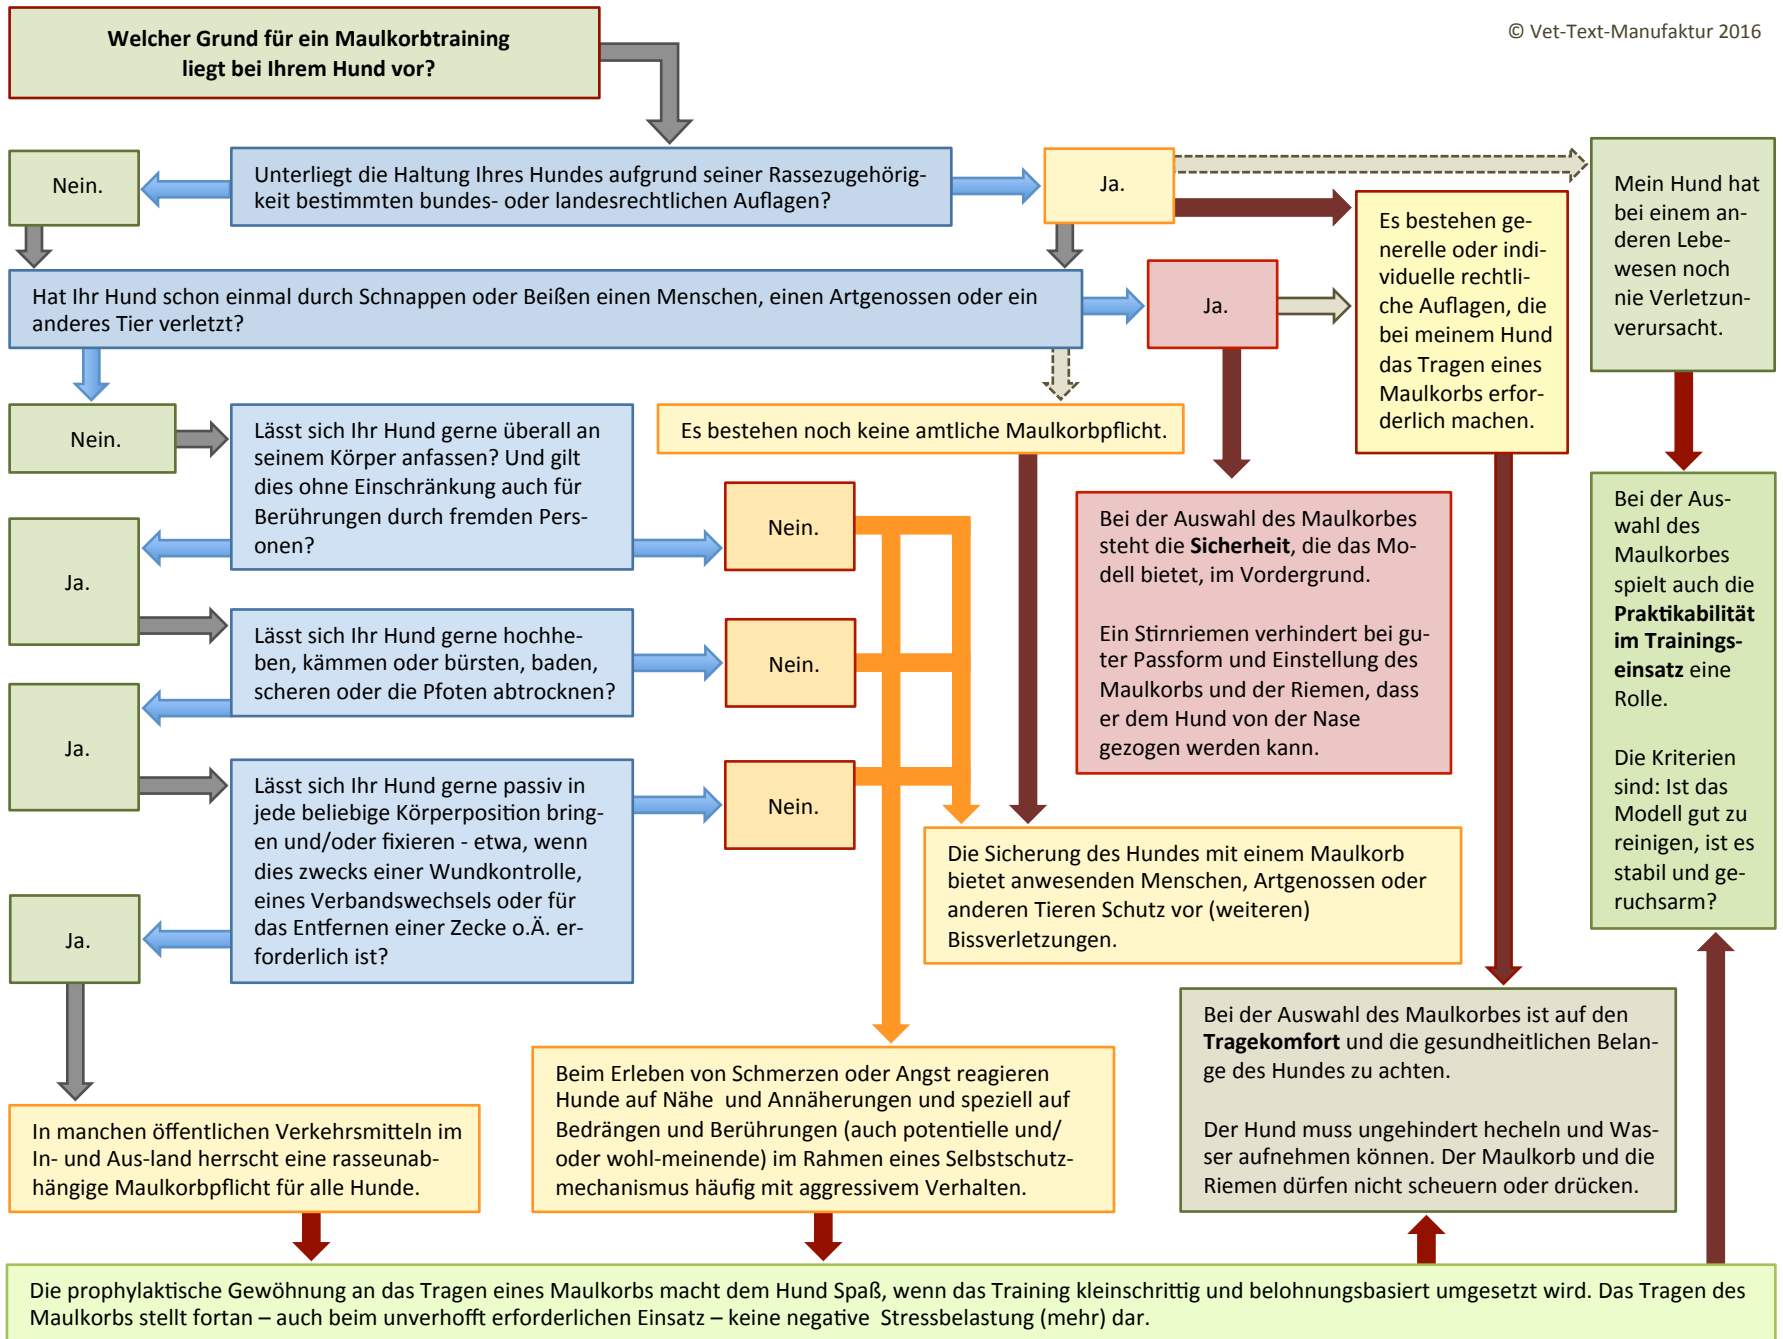 Welcher Grund für ein Maulkorbtraining
liegt bei Ihrem Hund vor?
© Vet-Text-Manufaktur 2016
Nein.
Unterliegt die Haltung Ihres Hundes aufgrund seiner Rassezugehörig-
keit bestimmten bundes- oder landesrechtlichen Auflagen?
Ja.
Mein Hund hat
bei einem an-
deren Lebe-
wesen noch
nie Verletzun-
verursacht.
Es bestehen ge-
nerelle oder indi-
viduelle rechtli-
che Auflagen, die
bei meinem Hund
das Tragen eines
Maulkorbs erfor-
derlich machen.
Hat Ihr Hund schon einmal durch Schnappen oder Beißen einen Menschen, einen Artgenossen oder ein
anderes Tier verletzt?
Ja.
Nein.
Lässt sich Ihr Hund gerne überall an
seinem Körper anfassen? Und gilt
dies ohne Einschränkung auch für
Berührungen durch fremden Pers-
onen?
Es bestehen noch keine amtliche Maulkorbpflicht.
Nein.
Ja.
Bei der Auswahl des Maulkorbes
steht die Sicherheit, die das Mo-
dell bietet, im Vordergrund.
Ein Stirnriemen verhindert bei gu-
ter Passform und Einstellung des
Maulkorbs und der Riemen, dass
er dem Hund von der Nase
gezogen werden kann.
Bei der Aus-
wahl des
Maulkorbes
spielt auch die
Praktikabilität
im Trainings-
einsatz eine
Rolle.
Die Kriterien
sind: Ist das
Modell gut zu
reinigen, ist es
stabil und ge-
ruchsarm?
Lässt sich Ihr Hund gerne hochhe-
ben, kämmen oder bürsten, baden,
scheren oder die Pfoten abtrocknen?
Nein.
Ja.
Lässt sich Ihr Hund gerne passiv in
jede beliebige Körperposition bring-
en und/oder fixieren - etwa, wenn
dies zwecks einer Wundkontrolle,
eines Verbandswechsels oder für
das Entfernen einer Zecke o.Ä. er-
forderlich ist?
Nein.
Ja.
Die Sicherung des Hundes mit einem Maulkorb
bietet anwesenden Menschen, Artgenossen oder
anderen Tieren Schutz vor (weiteren)
Bissverletzungen.
Bei der Auswahl des Maulkorbes ist auf den
Tragekomfort und die gesundheitlichen Belan-
ge des Hundes zu achten.
Der Hund muss ungehindert hecheln und Was-
ser aufnehmen können. Der Maulkorb und die
Riemen dürfen nicht scheuern oder drücken.
Beim Erleben von Schmerzen oder Angst reagieren
Hunde auf Nähe und Annäherungen und speziell auf
Bedrängen und Berührungen (auch potentielle und/
oder wohl-meinende) im Rahmen eines Selbstschutz-
mechanismus häufig mit aggressivem Verhalten.
In manchen öffentlichen Verkehrsmitteln im
In- und Aus-land herrscht eine rasseunab-
hängige Maulkorbpflicht für alle Hunde.
Die prophylaktische Gewöhnung an das Tragen eines Maulkorbs macht dem Hund Spaß, wenn das Training kleinschrittig und belohnungsbasiert umgesetzt wird. Das Tragen des
Maulkorbs stellt fortan – auch beim unverhofft erforderlichen Einsatz – keine negative Stressbelastung (mehr) dar.